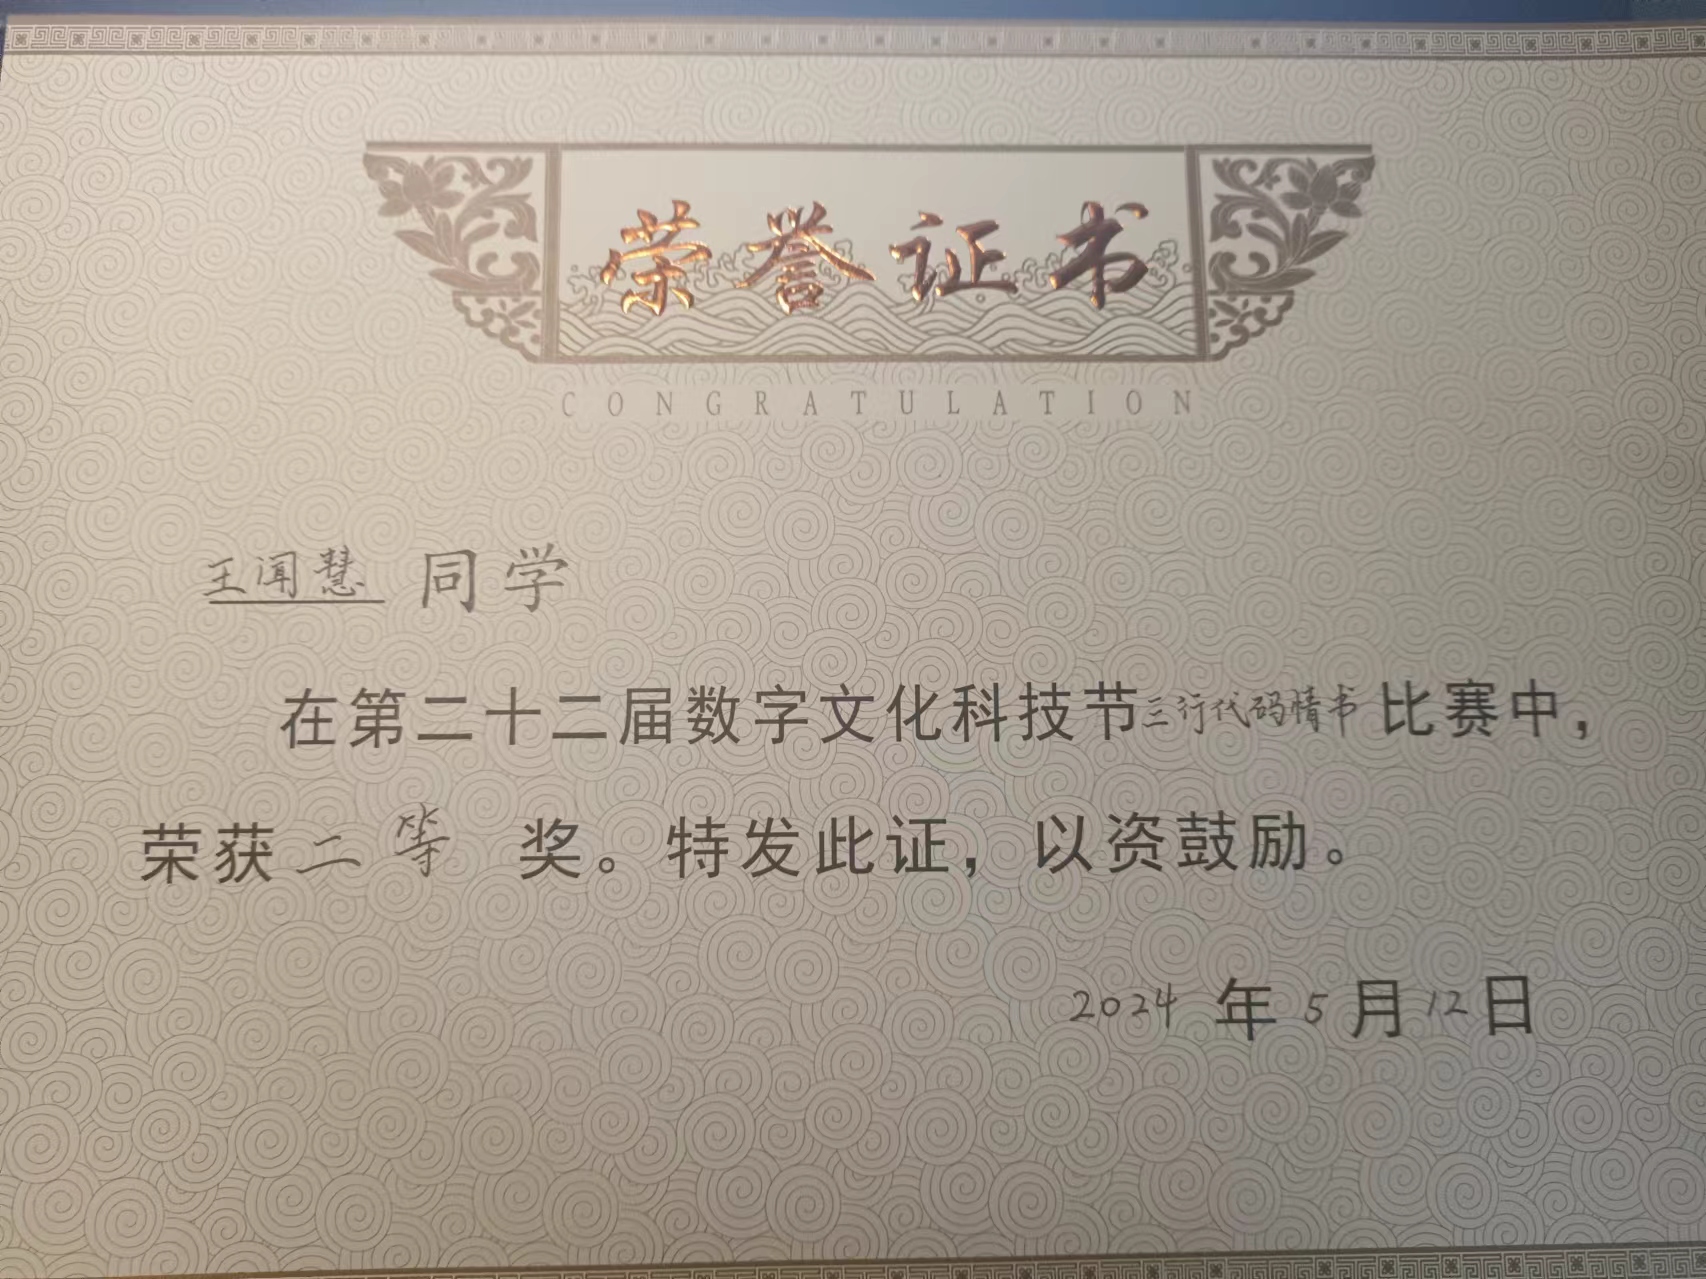 荣誉证书
CONGRATULATION
王闻慧 同学
在第二十二届数字文化科技节三行代码情书比赛中，
荣获二等 奖。特发此证，以资鼓励。
2024 年 5 月 12 日